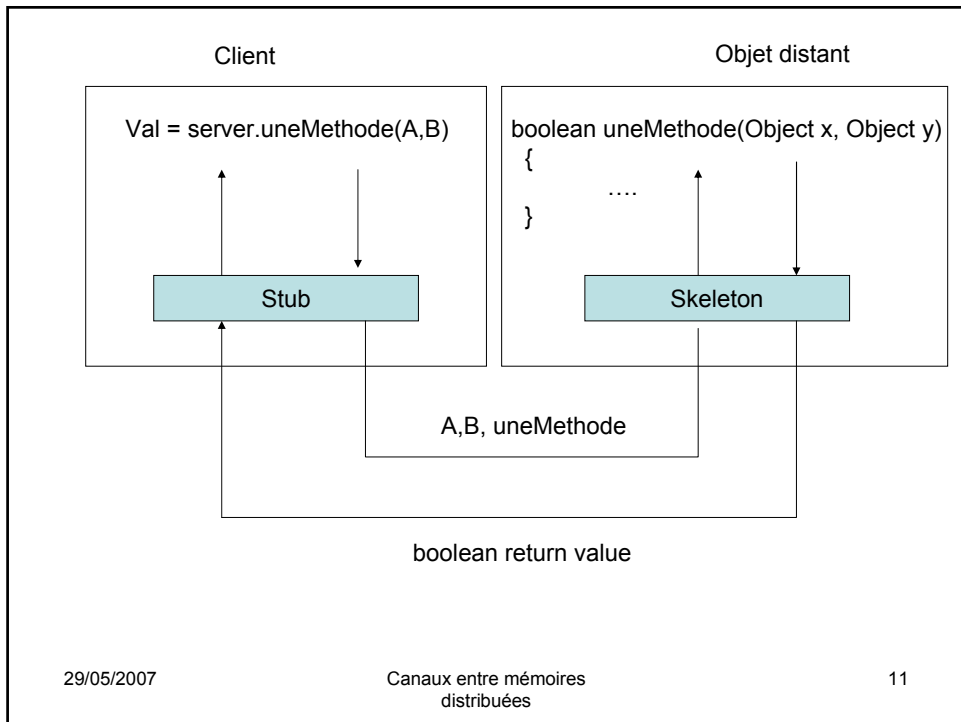 Client
Objet distant
Val = server.uneMethode(A,B)
boolean uneMethode(Object x, Object y)
{
....
}
Stub
Skeleton
A,B, uneMethode
boolean return value
29/05/2007
Canaux entre mémoires
distribuées
11